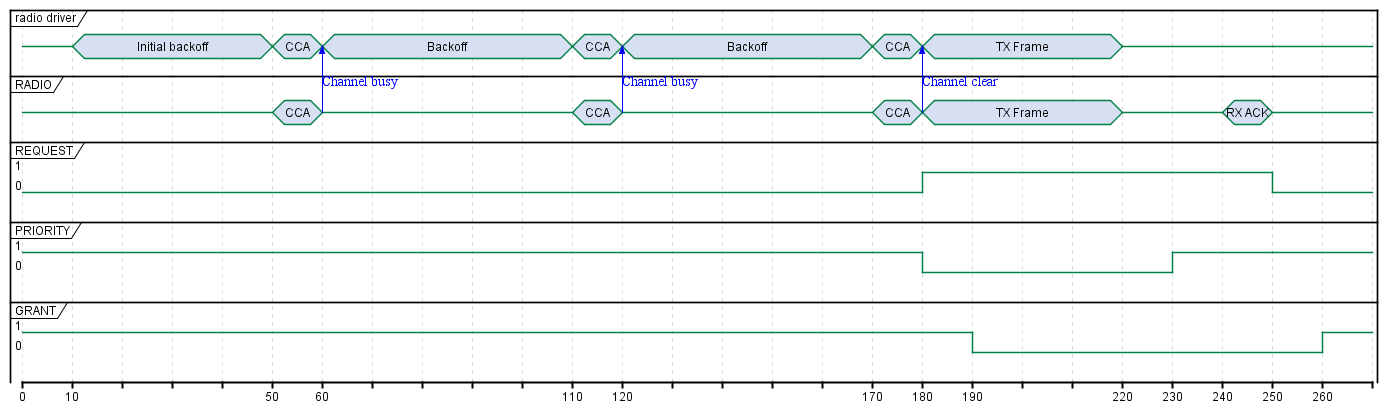 radio driver
Initial backoff CCA Backoff CCA Backoff CCA TX Frame
Channel busy Channel busy Channel clear
RADIO
CCA CCA CCA TX Frame RX ACK
REQUEST
1
0
PRIORITY
1
0
GRANT
1
0
0 10 50 60 110 120 170 180 190 220 230 240 250 260